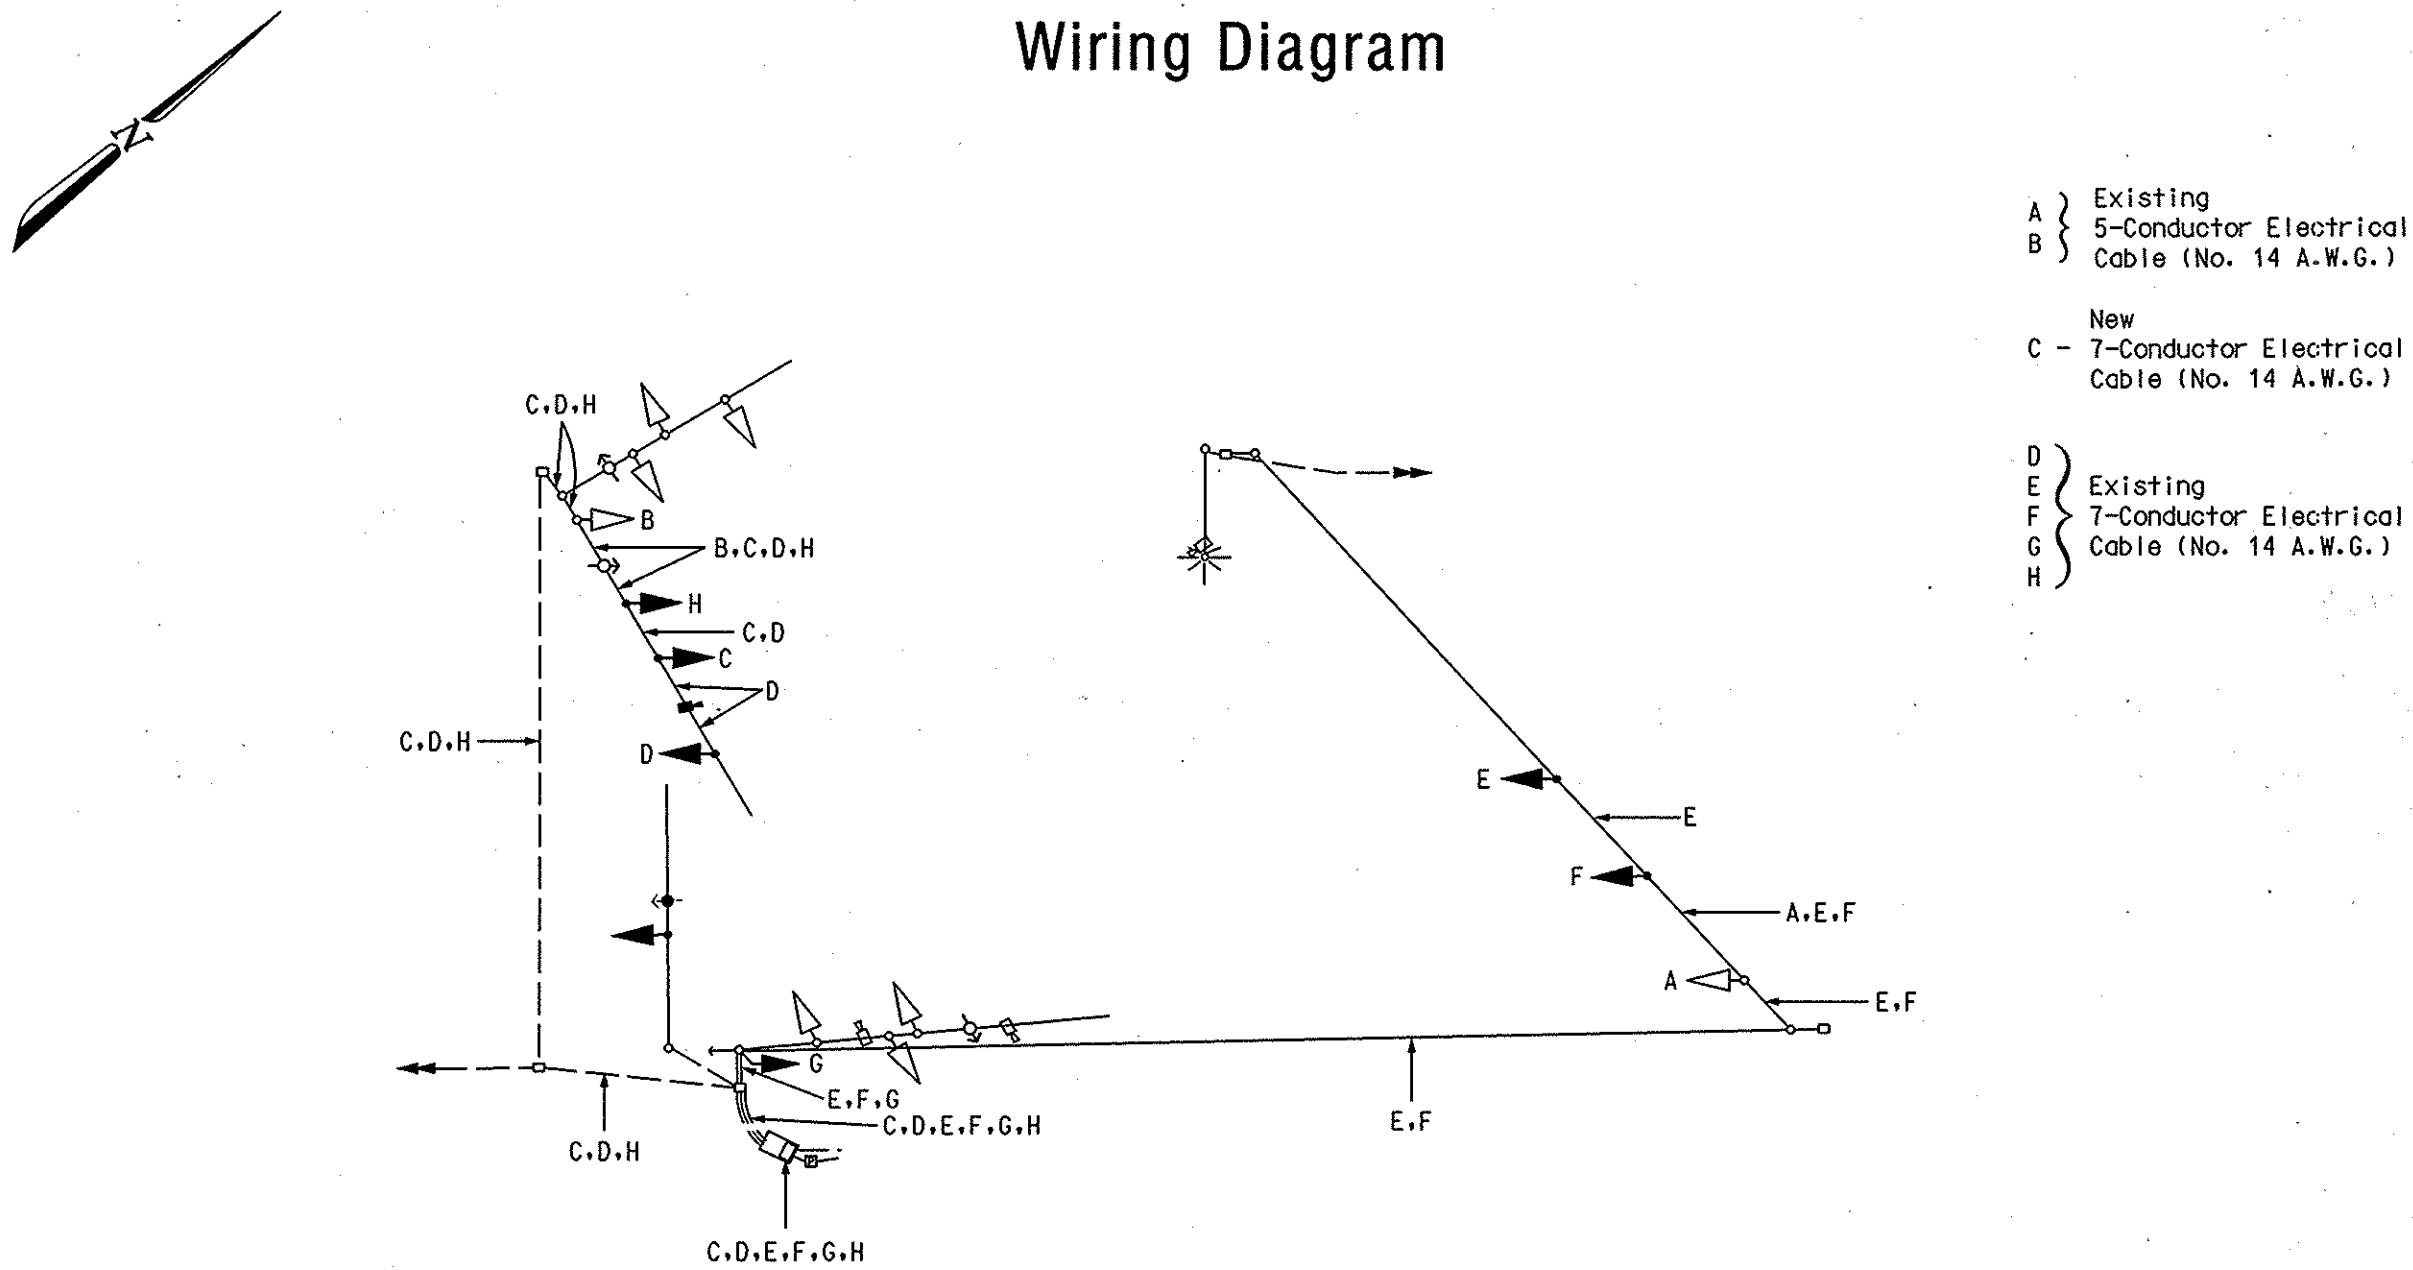 Wiring Diagram
N
A
B
Existing
5-Conductor Electrical
Cable (No. 14 A.W.G.)
New
C - 7-Conductor Electrical
Cable (No. 14 A.W.G.)
D
E
F
G
H
Existing
7-Conductor Electrical
Cable (No. 14 A.W.G.)
C,D,H
B
B,C,D,H
H
C,D
C
D
C,D,H
D
E
E
F
A,E,F
A
E,F
G
E,F,G
C,D,E,F,G,H
E,F
C,D,H
P
C,D,E,F,G,H